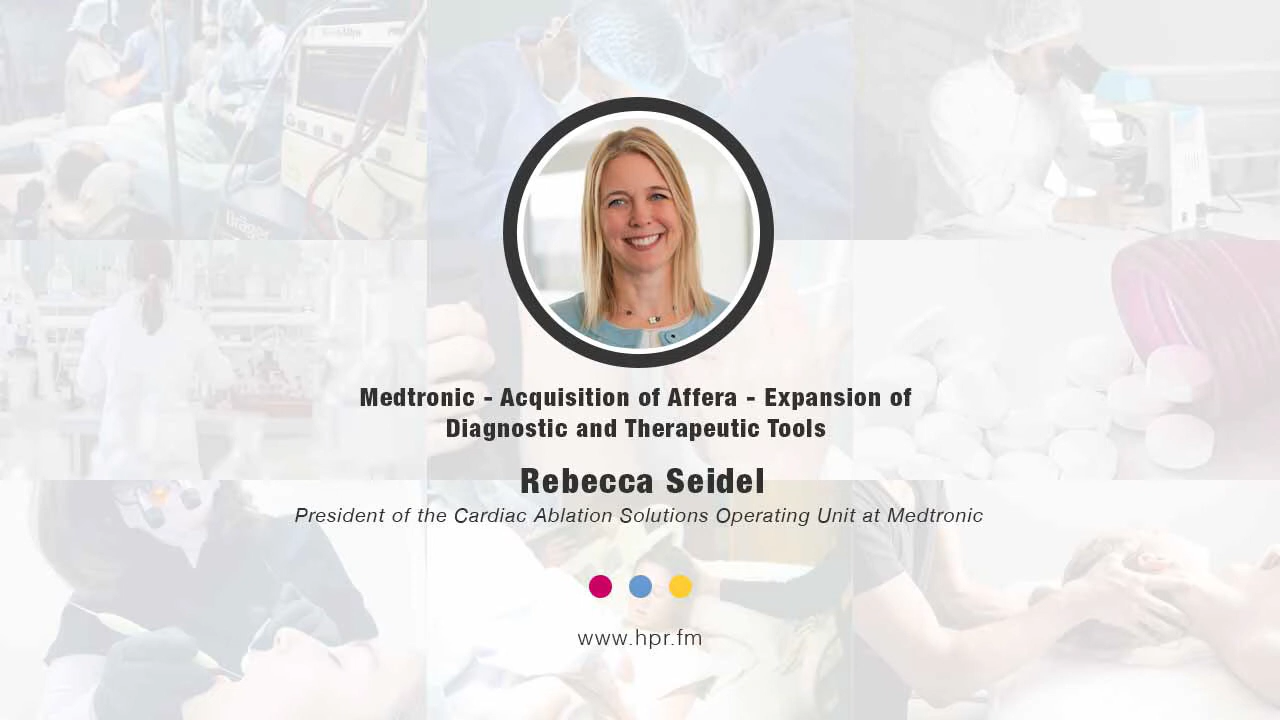 Medtronic - Acquisition of Affera - Expansion of
Diagnostic and Therapeutic Tools
Rebecca Seidel
President of the Cardiac Ablation Solutions Operating Unit at Medtronic
www.hpr.fm